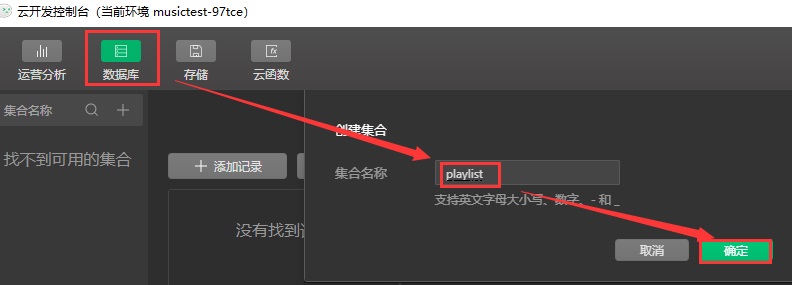 云开发控制台（当前环境 musictest-97tce）
运营分析
数据库
存储
云函数
集合名称
创建集合
找不到可用的集合
添加记录
集合名称
playlist
支持英文字母大小写、数字、- 和 _
没有找到
取消
确定